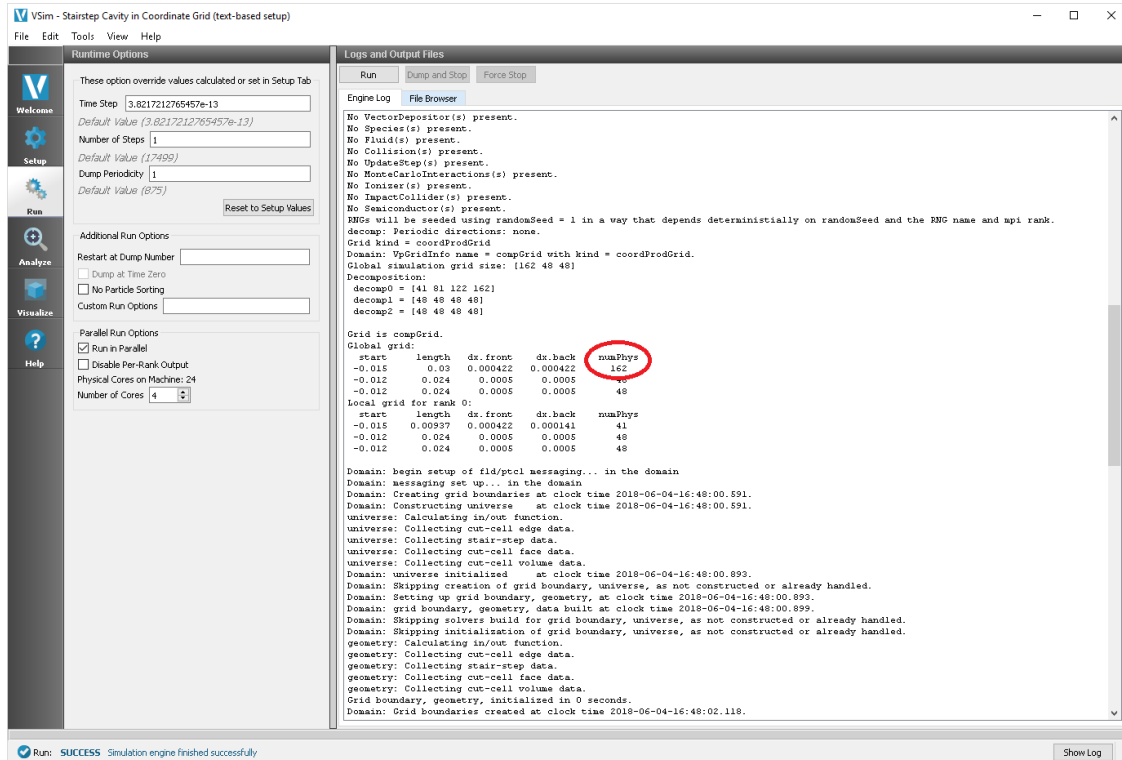 VSim - Stairstep Cavity in Coordinate Grid (text-based setup)
File Edit Tools View Help
Welcome
Setup
Run
Analyze
Visualize
Help
Runtime Options
These option override values calculated or set in Setup Tab
Time Step 3.8217212765457e-13
Default Value (3.8217212765457e-13)
Number of Steps 1
Default Value (17499)
Dump Periodicity 1
Default Value (875)
Reset to Setup Values
Additional Run Options
Restart at Dump Number
Dump at Time Zero
No Particle Sorting
Custom Run Options
Parallel Run Options
Run in Parallel
Disable Per-Rank Output
Physical Cores on Machine: 24
Number of Cores 4
Logs and Output Files
Run Dump and Stop Force Stop
Engine Log File Browser
No VectorDepositor(s) present.
No Species(s) present.
No Fluid(s) present.
No Collision(s) present.
No UpdateStep(s) present.
No MonteCarloInteractions(s) present.
No Ionizer(s) present.
No ImpactCollider(s) present.
No Semiconductor(s) present.
RNGs will be seeded using randomSeed = 1 in a way that depends deterministially on randomSeed and the RNG name and mpi rank.
decomp: Periodic directions: none.
Grid kind = coordProdGrid
Domain: VpGridInfo name = compGrid with kind = coordProdGrid.
Global simulation grid size: [162 48 48]
Decomposition:
decomp0 = [41 81 122 162]
decomp1 = [48 48 48 48]
decomp2 = [48 48 48 48]
Grid is compGrid.
Global grid:
start length dx.front dx.back numPhys
-0.015 0.03 0.000422 0.000422 162
-0.012 0.024 0.0005 0.0005 48
-0.012 0.024 0.0005 0.0005 48
Local grid for rank 0:
start length dx.front dx.back numPhys
-0.015 0.00937 0.000422 0.000141 41
-0.012 0.024 0.0005 0.0005 48
-0.012 0.024 0.0005 0.0005 48
Domain: begin setup of fld/ptcl messaging... in the domain
Domain: messaging set up... in the domain
Domain: Creating grid boundaries at clock time 2018-06-04-16:48:00.591.
Domain: Constructing universe at clock time 2018-06-04-16:48:00.591.
universe: Calculating in/out function.
universe: Collecting cut-cell edge data.
universe: Collecting stair-step data.
universe: Collecting cut-cell face data.
universe: Collecting cut-cell volume data.
Domain: universe initialized at clock time 2018-06-04-16:48:00.893.
Domain: Skipping creation of grid boundary, universe, as not constructed or already handled.
Domain: Setting up grid boundary, geometry, at clock time 2018-06-04-16:48:00.893.
Domain: grid boundary, geometry, data built at clock time 2018-06-04-16:48:00.899.
Domain: Skipping solvers build for grid boundary, universe, as not constructed or already handled.
Domain: Skipping initialization of grid boundary, universe, as not constructed or already handled.
geometry: Calculating in/out function.
geometry: Collecting cut-cell edge data.
geometry: Collecting stair-step data.
geometry: Collecting cut-cell face data.
geometry: Collecting cut-cell volume data.
Grid boundary, geometry, initialized in 0 seconds.
Domain: Grid boundaries created at clock time 2018-06-04-16:48:02.118.
Run: SUCCESS Simulation engine finished successfully
Show Log